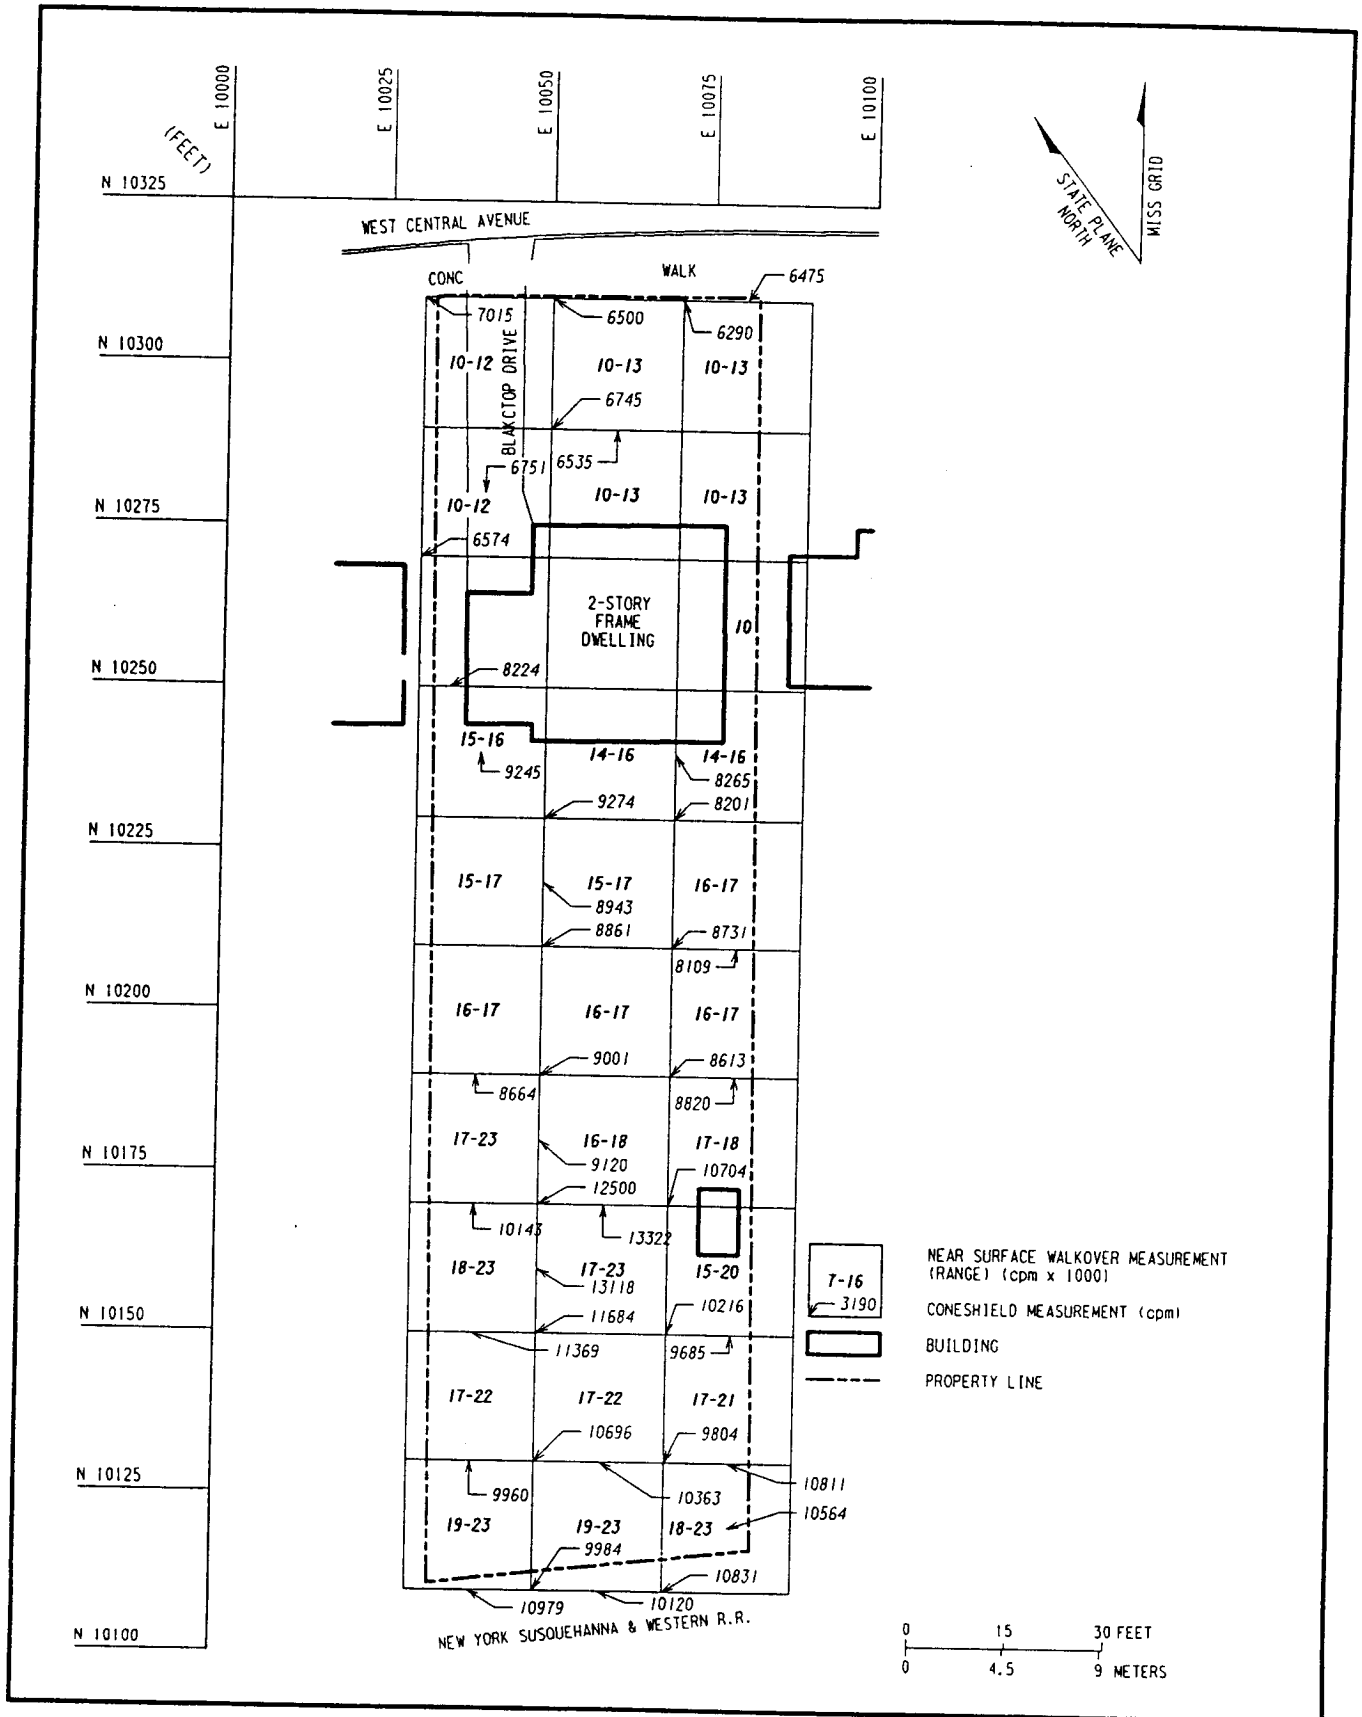 E 10000
E 10025
E 10050
E 10075
E 10100
(FEET)
N 10325
STATE PLANE
NORTH
MISS GRID
WEST CENTRAL AVENUE
CONC
WALK
6475
7015
6500
6290
N 10300
10-12
10-13
10-13
BLAKCTOP DRIVE
6745
6751
6535
10-12
10-13
10-13
N 10275
6574
2-STORY
FRAME
DWELLING
10
N 10250
8224
15-16
14-16
14-16
9245
8265
9274
8201
N 10225
15-17
15-17
16-17
8943
8861
8731
8109
N 10200
16-17
16-17
16-17
9001
8613
8664
8820
17-23
16-18
17-18
N 10175
9120
10704
12500
10143
13322
18-23
17-23
15-20
13118
10216
N 10150
11684
11369
9685
7-16
3190
NEAR SURFACE WALKOVER MEASUREMENT
(RANGE) (cpm x 1000)
CONESHIELD MEASUREMENT (cpm)
BUILDING
PROPERTY LINE
17-22
17-22
17-21
10696
9804
N 10125
9960
10363
10811
10564
19-23
19-23
18-23
9984
10831
10979
10120
NEW YORK SUSQUEHANNA & WESTERN R.R.
N 10100
0 15 30 FEET
0 4.5 9 METERS